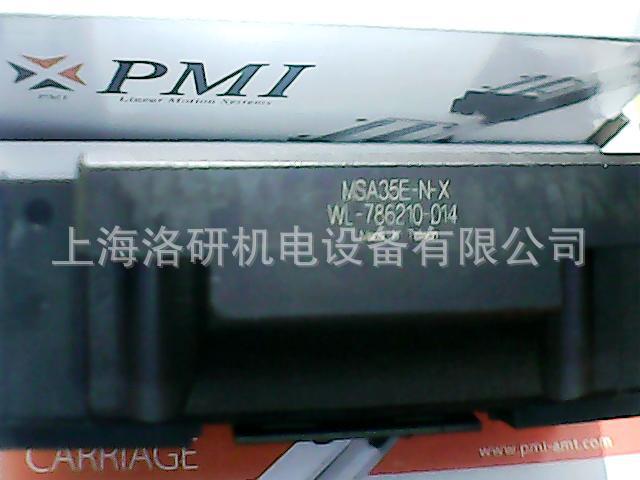 PMI
PMI
Linear Motion Systems
MSA35E-N-X
WL-786210-014
上海洛研机电设备有限公司
CARRIAGE
www.pmi-amt.com